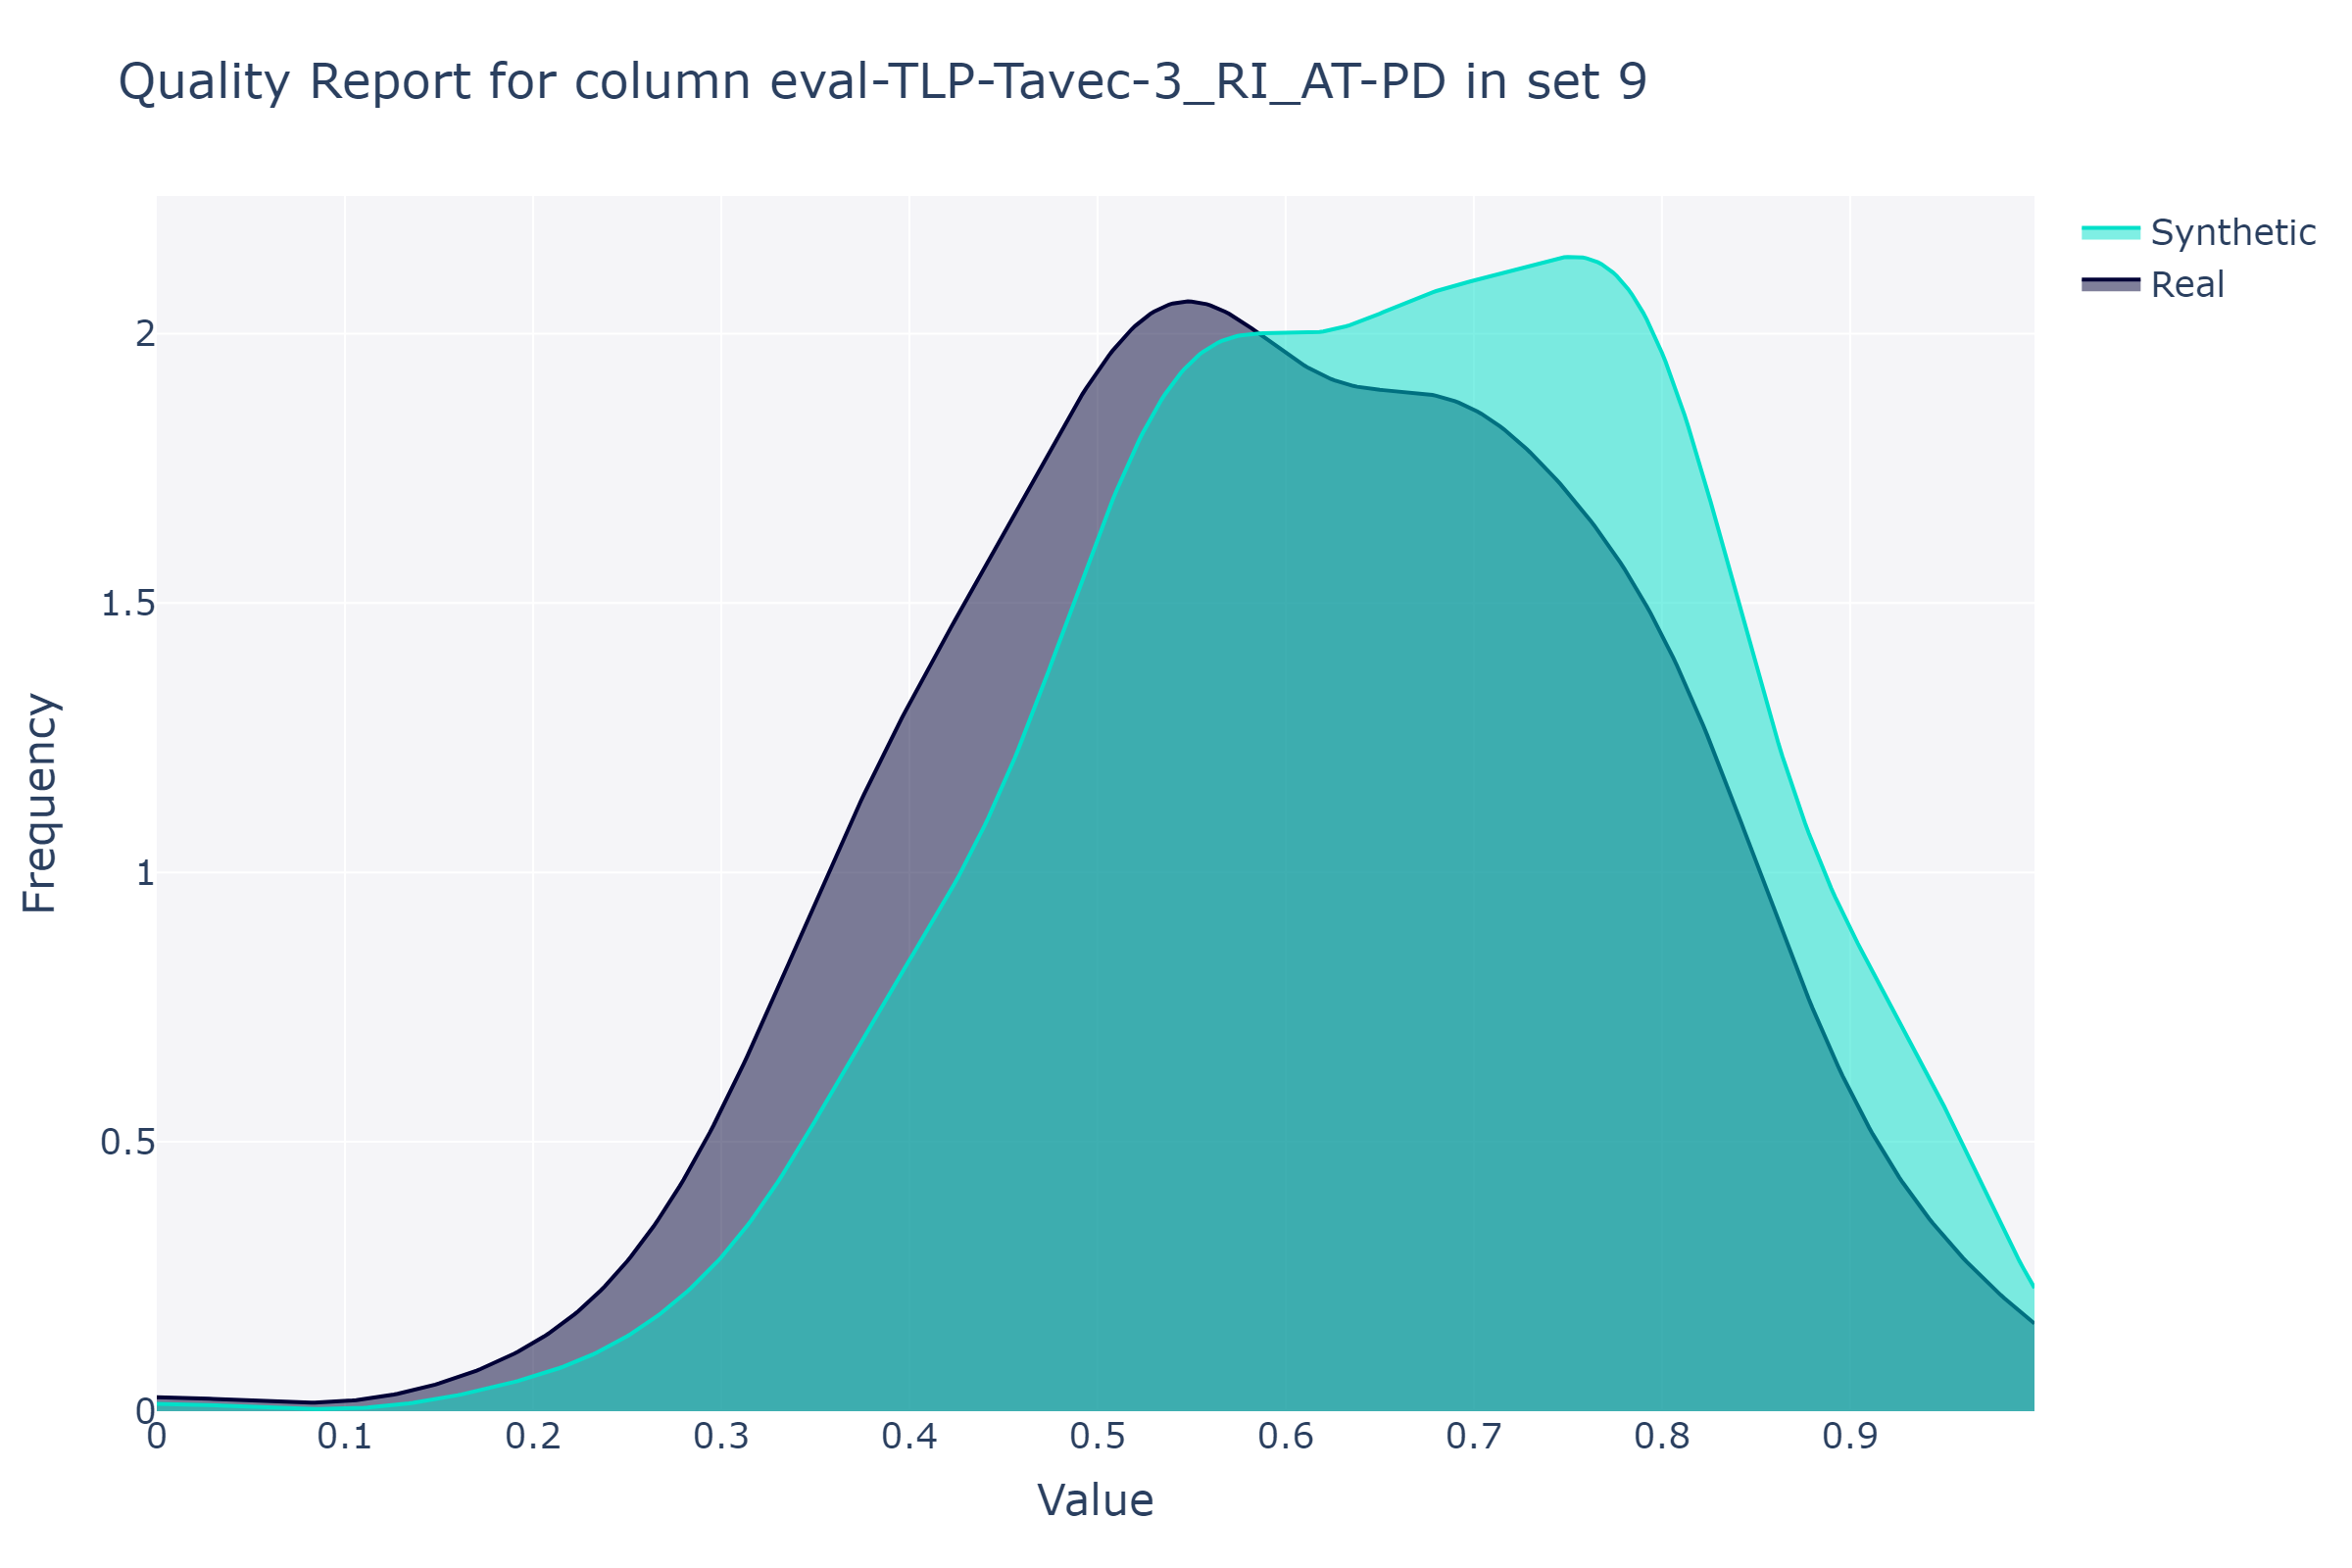 Quality Report for column eval-TLP-Tavec-3_RI_AT-PD in set 9
Synthetic
Real
Frequency
2
1.5
1
0.5
0
0 0.1 0.2 0.3 0.4 0.5 0.6 0.7 0.8 0.9
Value